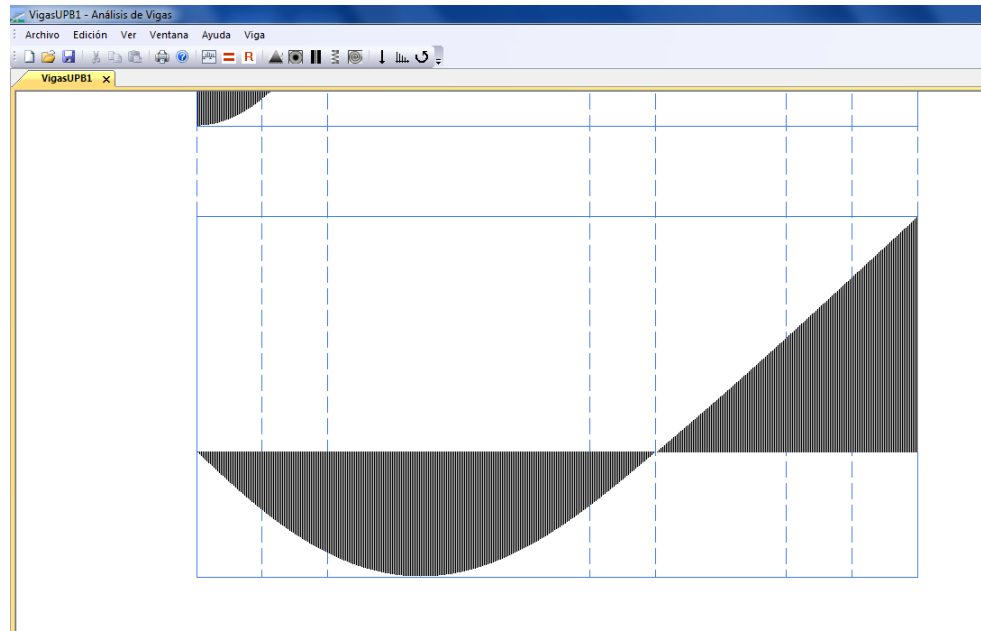 VigasUPB1 - Análisis de Vigas
Archivo Edición Ver Ventana Ayuda Viga
R
VigasUPB1 x